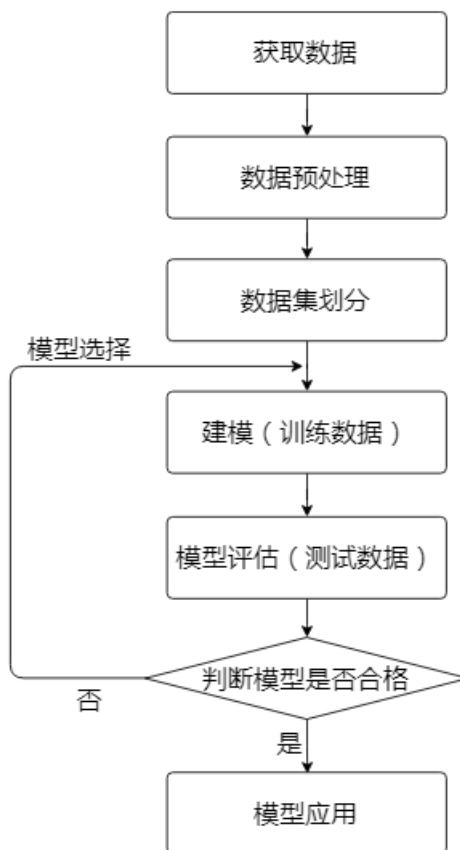 获取数据
数据预处理
数据集划分
模型选择
建模（训练数据）
模型评估（测试数据）
判断模型是否合格
否
是
模型应用